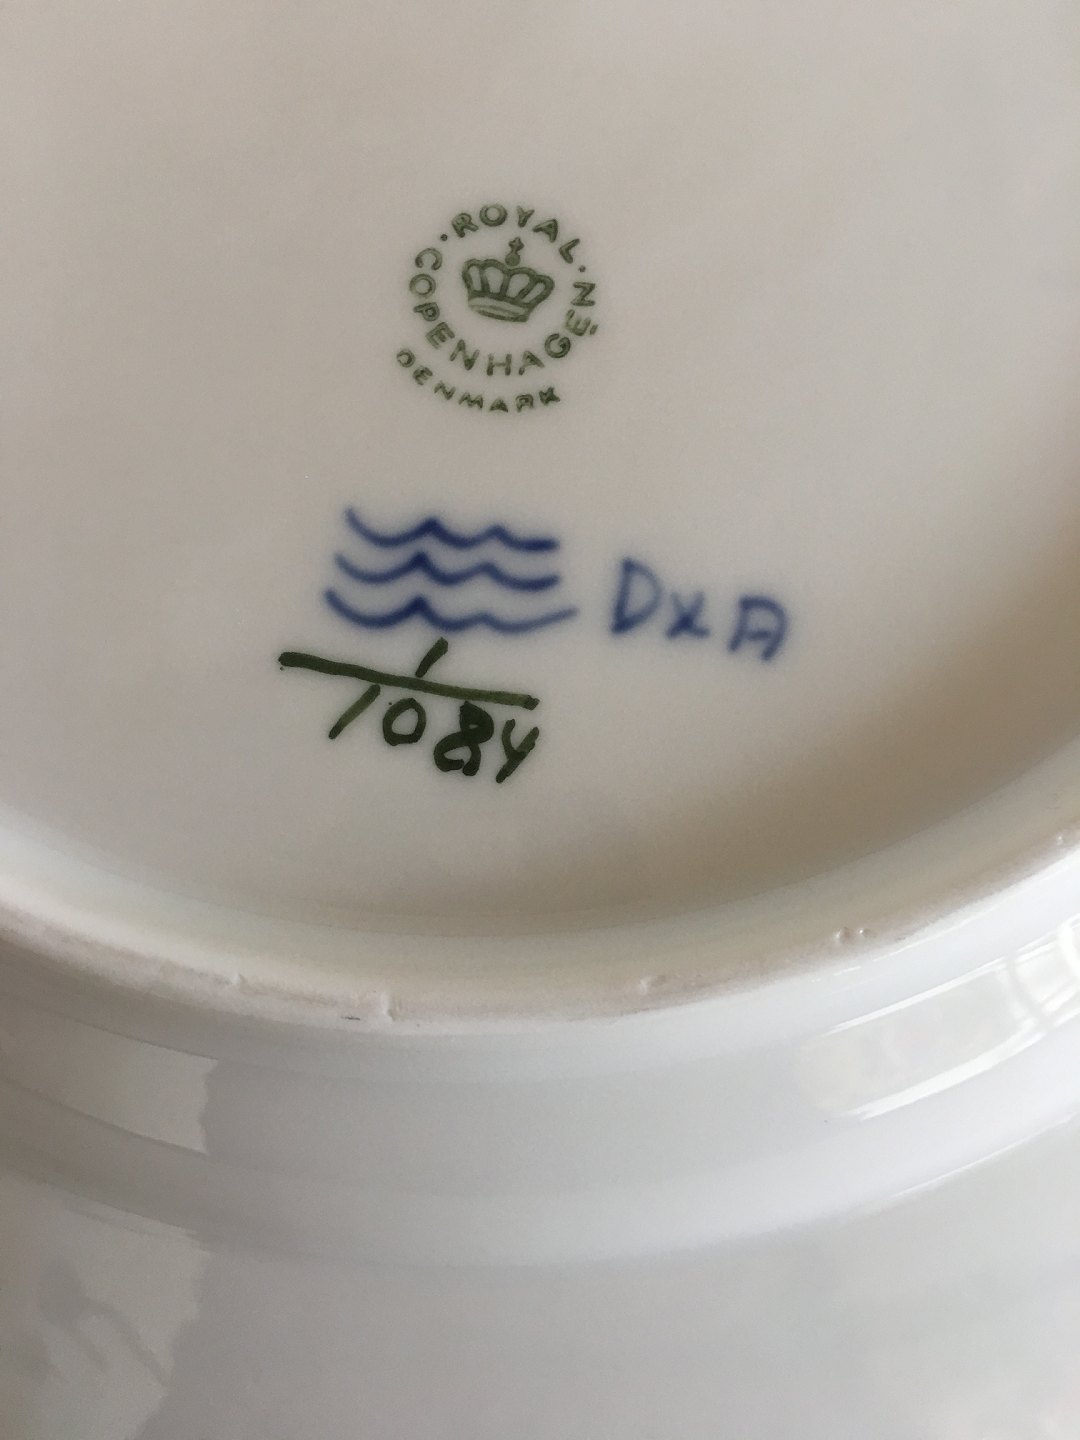 ROYAL
COPENHAGEN
DENMARK
DxA
1
1084